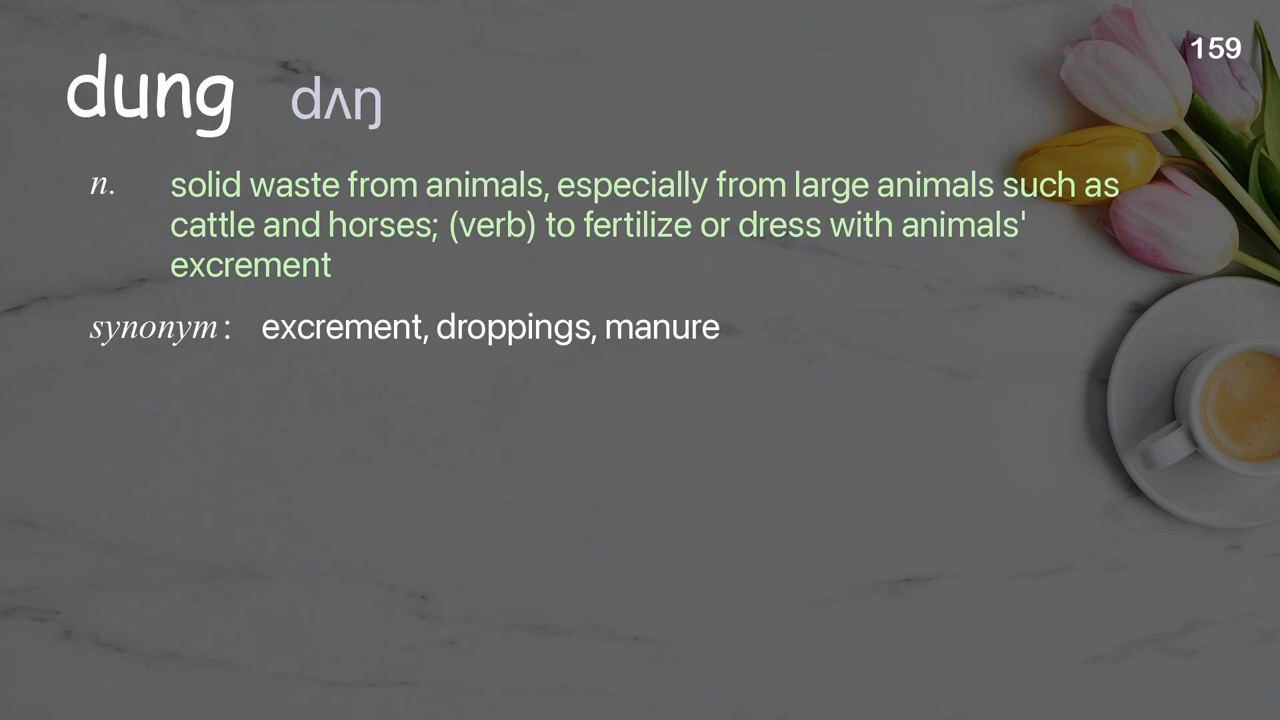 159
dung dʌŋ
n. solid waste from animals, especially from large animals such as
cattle and horses; (verb) to fertilize or dress with animals'
excrement
synonym: excrement, droppings, manure